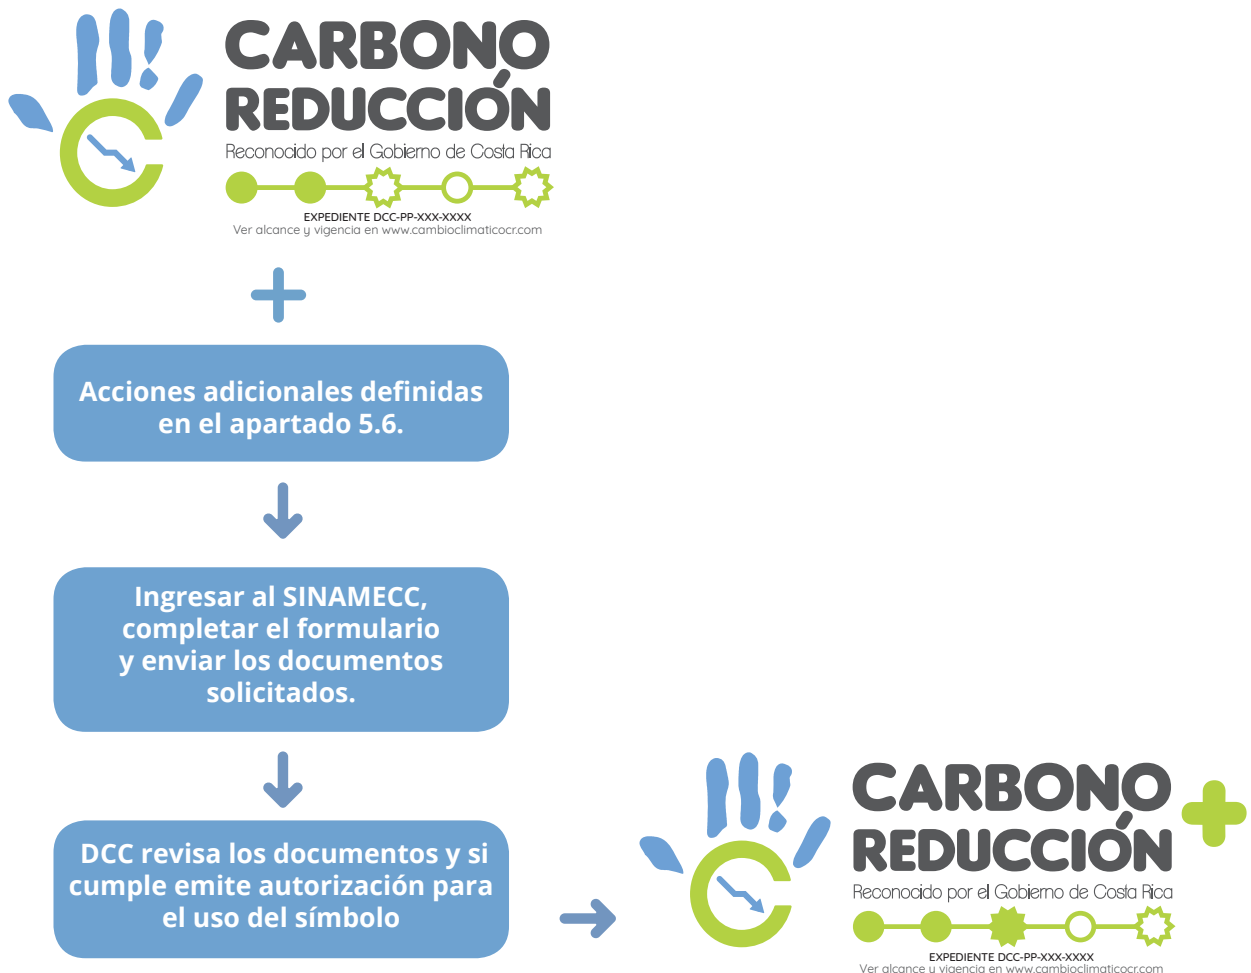 CARBONO
REDUCCIÓN
Reconocido por el Gobierno de Costa Rica
EXPEDIENTE DCC-PP-XXX-XXXX
Ver alcance y vigencia en www.cambioclimaticocr.com
Acciones adicionales definidas
en el apartado 5.6.
Ingresar al SINAMECC,
completar el formulario
y enviar los documentos
solicitados.
DCC revisa los documentos y si
cumple emite autorización para
el uso del símbolo
CARBONO
REDUCCIÓN
Reconocido por el Gobierno de Costa Rica
EXPEDIENTE DCC-PP-XXX-XXXX
Ver alcance y vigencia en www.cambioclimaticocr.com